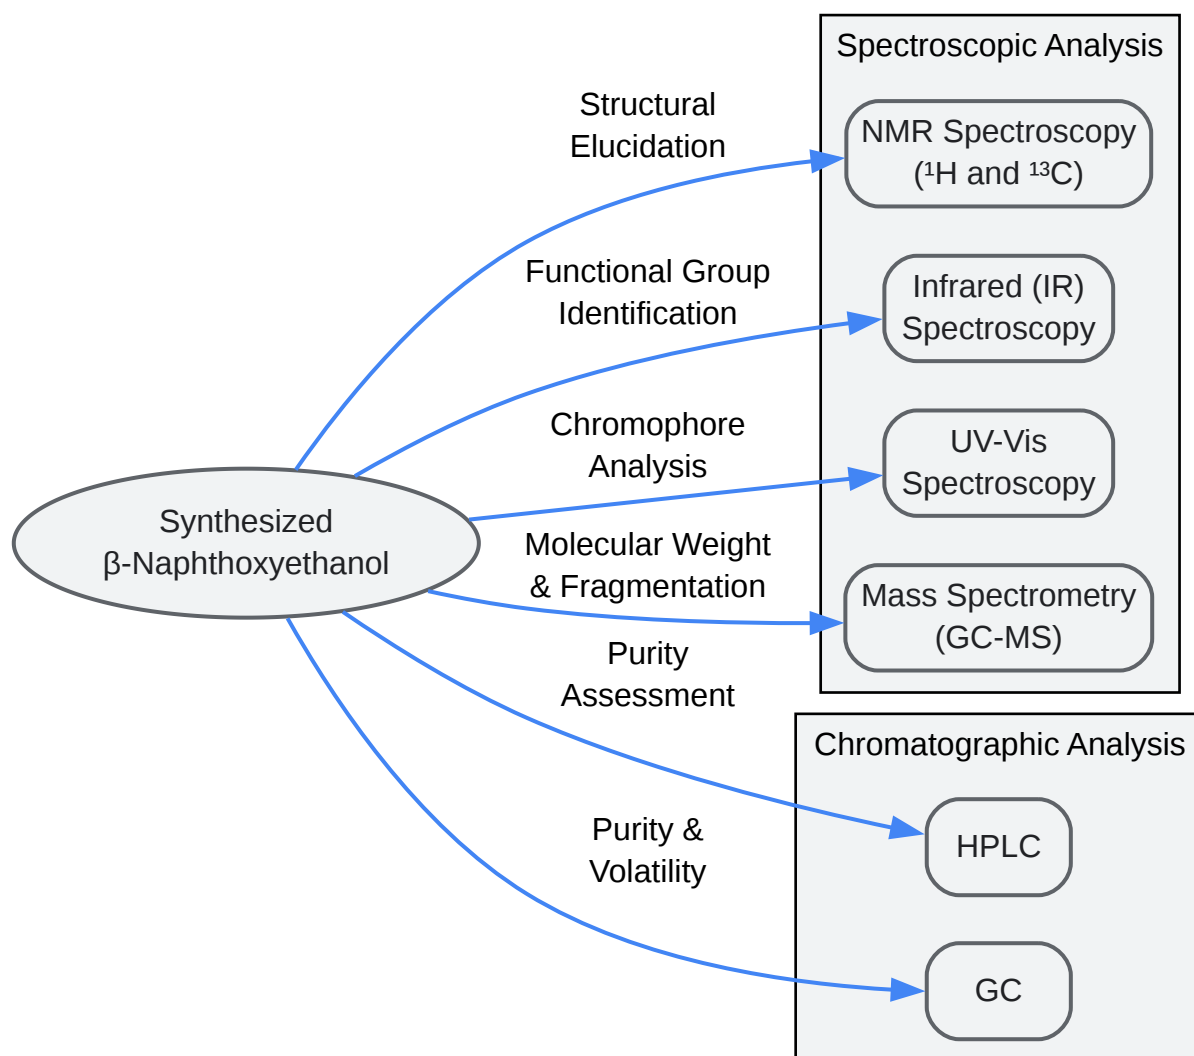 Spectroscopic Analysis
Structural
Elucidation
NMR Spectroscopy
(¹H and ¹³C)
Functional Group
Identification
Infrared (IR)
Spectroscopy
Chromophore
Analysis
UV-Vis
Spectroscopy
Synthesized
β-Naphthoxyethanol
Molecular Weight
& Fragmentation
Mass Spectrometry
(GC-MS)
Purity
Assessment
Chromatographic Analysis
HPLC
Purity &
Volatility
GC